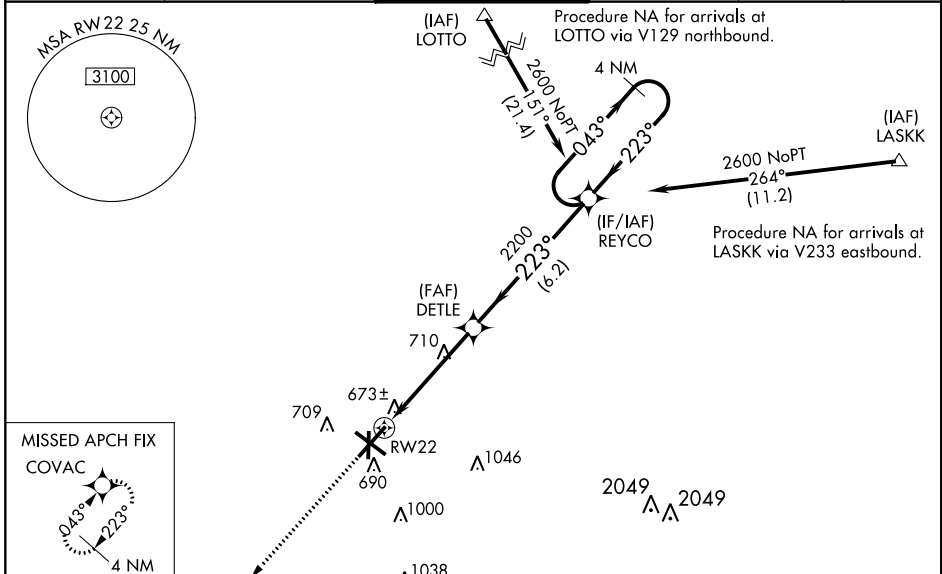 MSA RW22 25 NM
3100
(IAF)
LOTTO
Procedure NA for arrivals at
LOTTO via V129 northbound.
2600 NoPT
151°
(21.4)
4 NM
043°
223°
(IAF)
LASKK
2600 NoPT
264°
(11.2)
Procedure NA for arrivals at
LASKK via V233 eastbound.
(IF/IAF)
REYCO
2200
223°
(6.2)
(FAF)
DETLE
710
673±
709
RW22
690
1046
1000
2049
2049
1038
MISSED APCH FIX
COVAC
043°
223°
4 NM